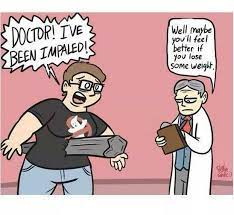 DOCTOR! I'VE
BEEN IMPALED!
Well maybe
you'll feel
better if
you lose
some weight.